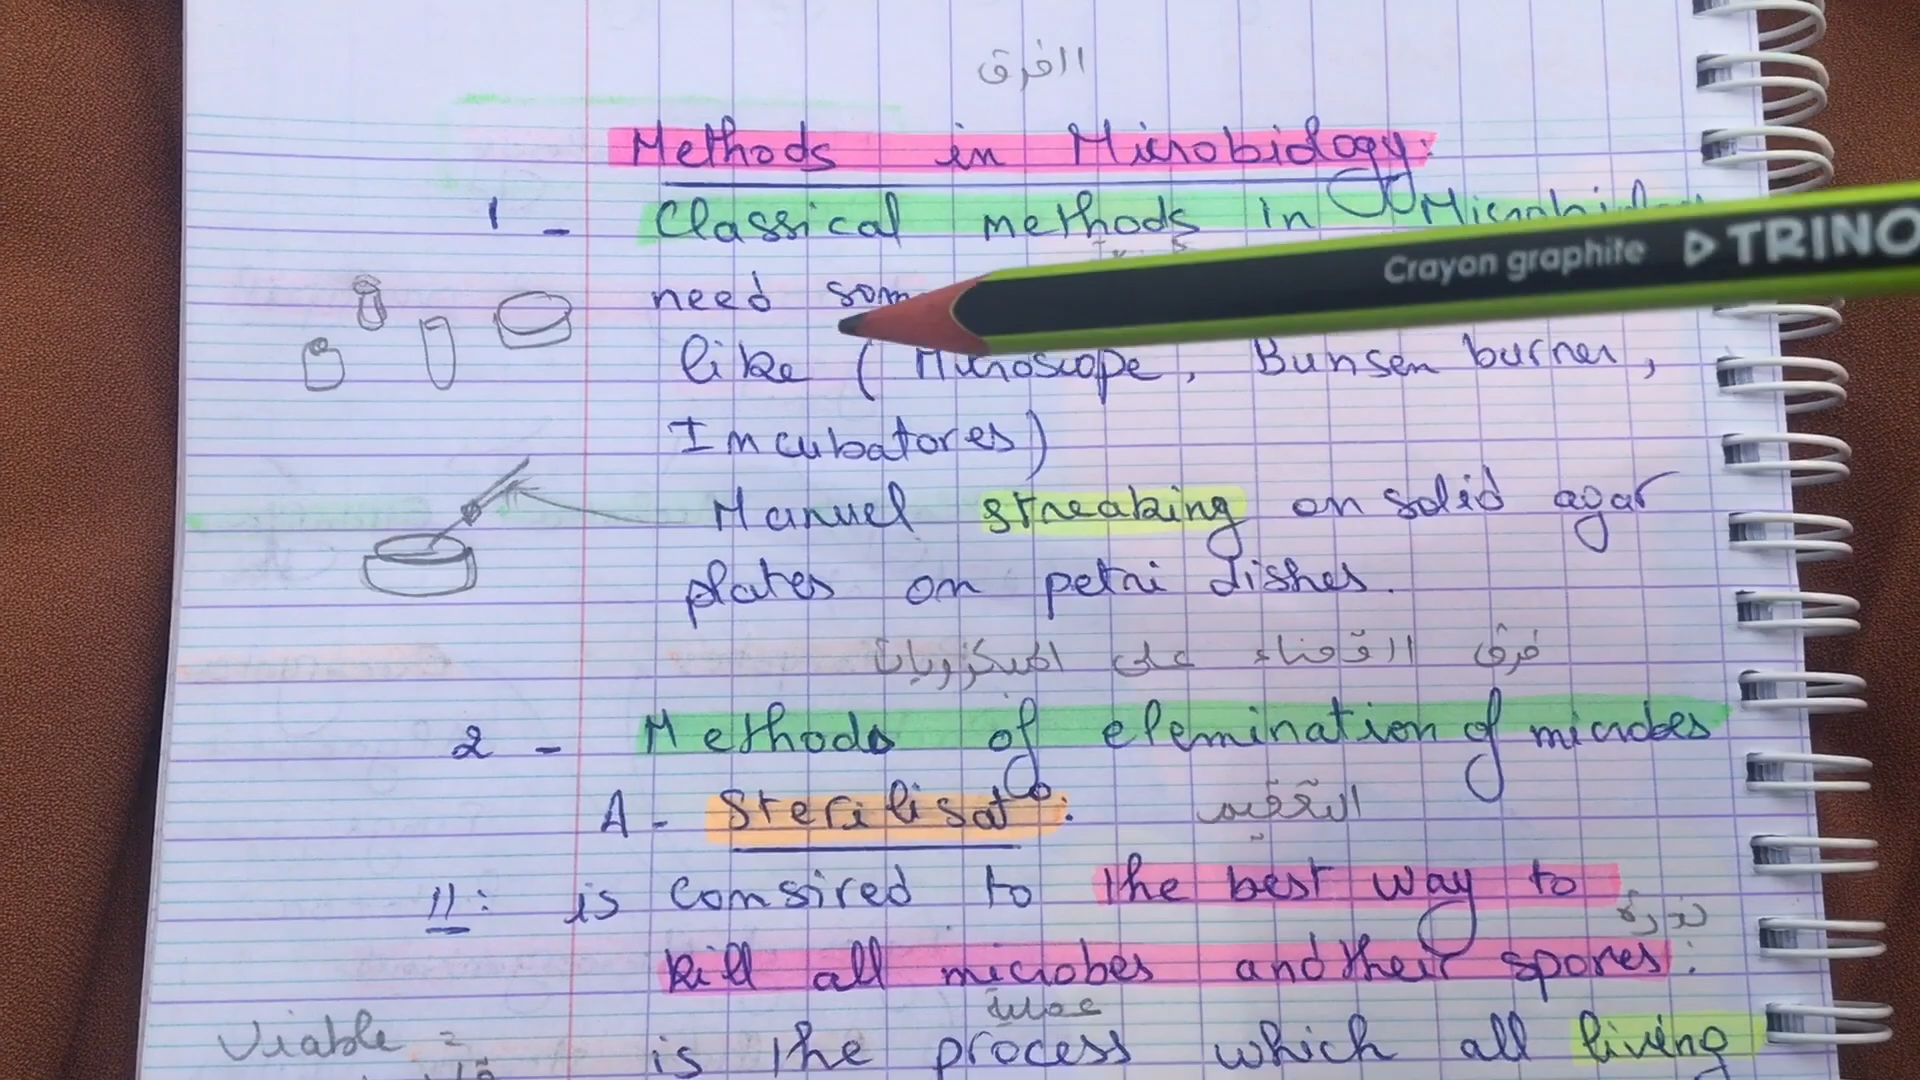 الفرق
Methods in Microbiology:
1 - Classical methods in
need som
Crayon graphite TRINO
like ( Microscope, Bunsen burner,
Incubatores)
Manuel streaking on solid agar
plates on petri dishes.
فرق القضاء على الميكروبات
2 - Methods of elemination of microbes
A - Sterilisat°:
التعقيم
11: is consired to the best way to
kill all microbes and their spores:
عملية
Viable =
is the process which all living